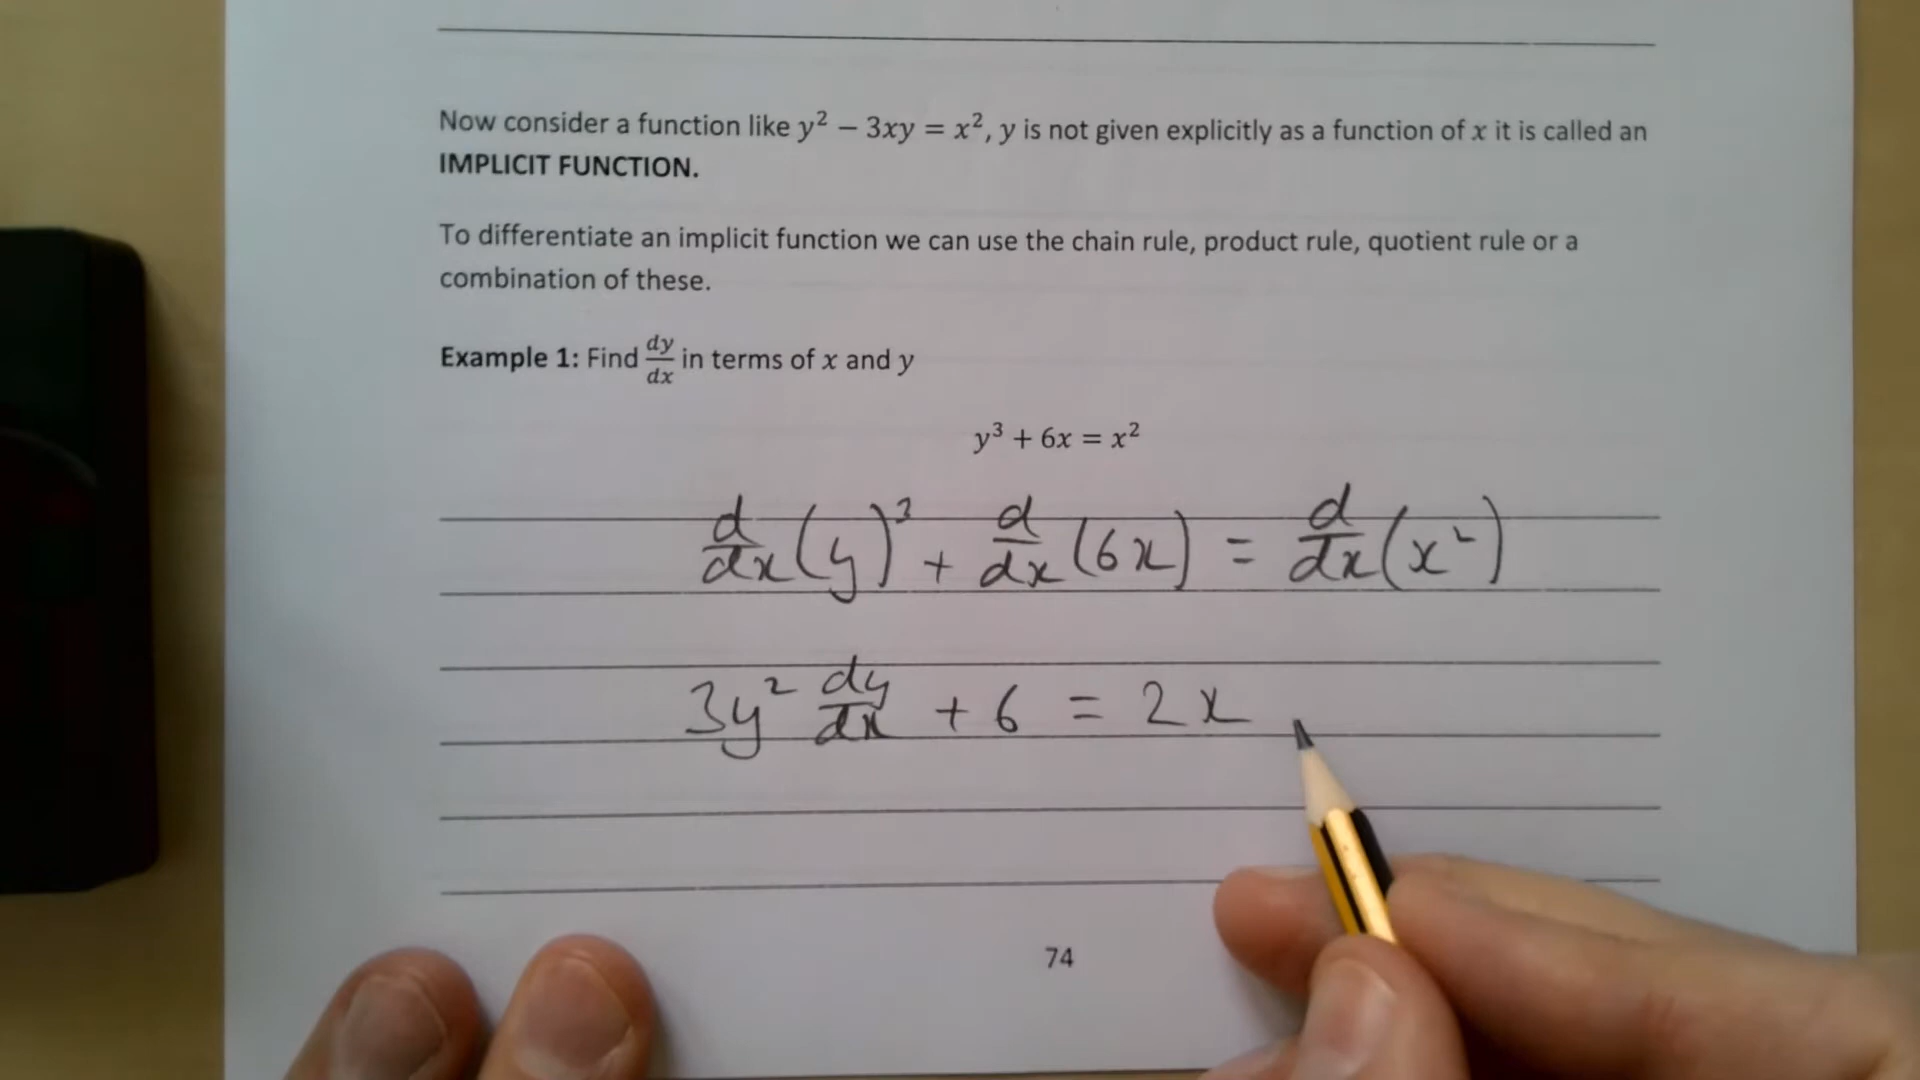 Now consider a function like y² − 3xy = x², y is not given explicitly as a function of x it is called an
IMPLICIT FUNCTION.
To differentiate an implicit function we can use the chain rule, product rule, quotient rule or a
combination of these.
Example 1: Find dy/dx in terms of x and y
y³ + 6x = x²
d/dx (y)³ + d/dx (6x) = d/dx (x²)
3y² dy/dx + 6 = 2x
74